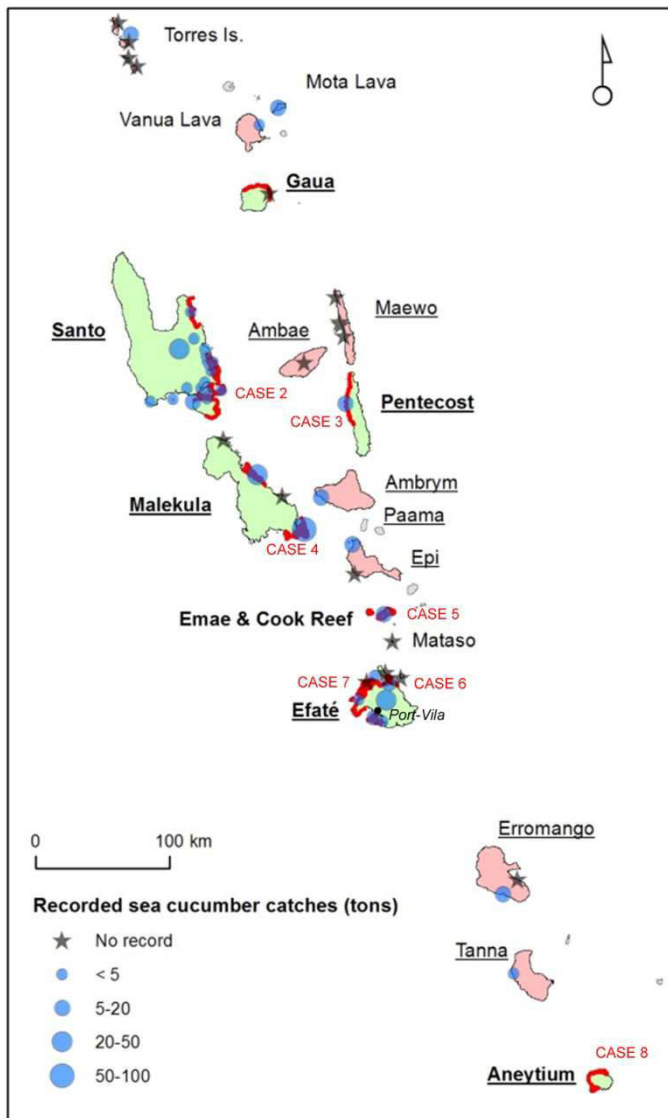 Torres Is.
Mota Lava
Vanua Lava
Gaua
Santo
Ambae
Maewo
CASE 2
CASE 3
Pentecost
Malekula
Ambrym
Paama
CASE 4
Epi
Emae & Cook Reef
CASE 5
Mataso
CASE 7
CASE 6
Efaté
Port-Vila
0
100 km
Erromango
Recorded sea cucumber catches (tons)
No record
< 5
Tanna
5-20
20-50
50-100
CASE 8
Aneytium